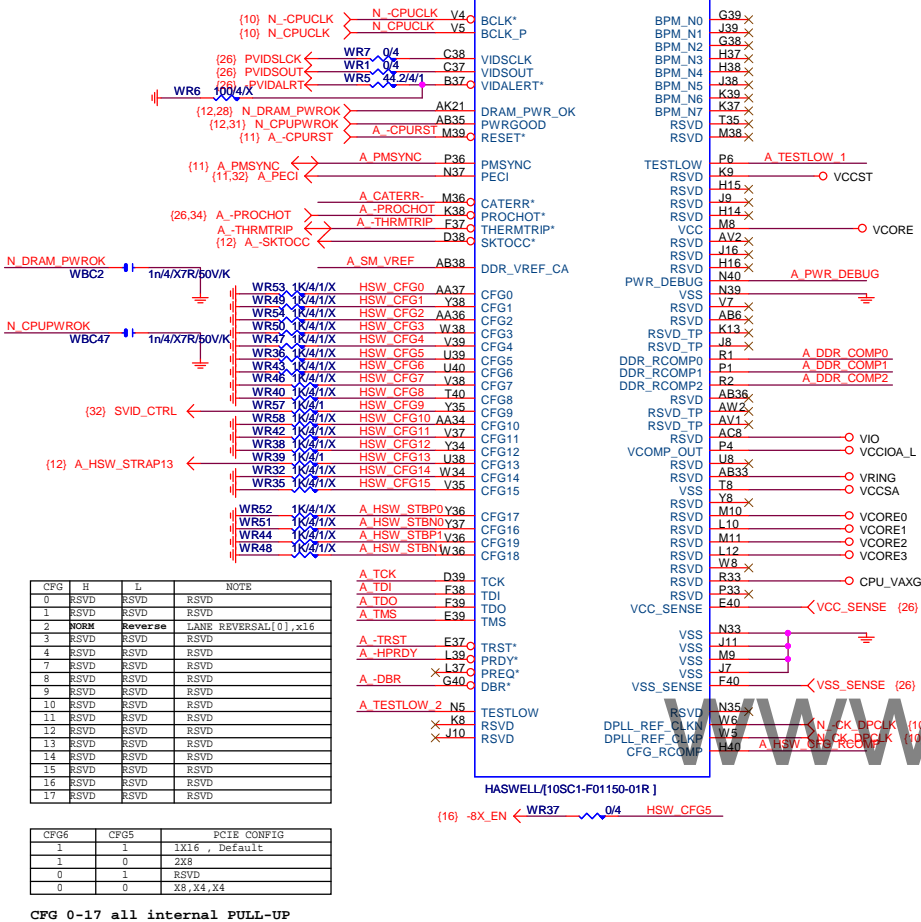 {10} N_-CPUCLK N_-CPUCLK V4 BCLK*
{10} N_CPUCLK N_CPUCLK V5 BCLK_P
{26} PVIDSLCK WR7 0/4 C38 VIDSCLK
{26} PVIDSOUT WR1 0/4 C37 VIDSOUT
{26} PVIDALRT WR5 44.2/4/1 B37 VIDALERT*
WR6 100/4/X
{12,28} N_DRAM_PWROK AK21 DRAM_PWR_OK
{12,31} N_CPUPWROK AB35 PWRGOOD
{11} A_-CPURST A_-CPURST M39 RESET*
{11} A_PMSYNC A_PMSYNC P36 PMSYNC
{11,32} A_PECI N37 PECI
A_CATERR- M36 CATERR*
{26,34} A_-PROCHOT A_-PROCHOT K38 PROCHOT*
A_-THRMTRIP A_-THRMTRIP F37 THERMTRIP*
{12} A_-SKTOCC D38 SKTOCC*
A_SM_VREF AB38 DDR_VREF_CA
N_DRAM_PWROK
WBC2 1n/4/X7R/50V/K
N_CPUPWROK
WBC47 1n/4/X7R/50V/K
WR53 1K/4/1/X HSW_CFG0 AA37 CFG0
WR49 1K/4/1/X HSW_CFG1 Y38 CFG1
WR54 1K/4/1/X HSW_CFG2 AA36 CFG2
WR50 1K/4/1/X HSW_CFG3 W38 CFG3
WR47 1K/4/1/X HSW_CFG4 V39 CFG4
WR36 1K/4/1/X HSW_CFG5 U39 CFG5
WR43 1K/4/1/X HSW_CFG6 U40 CFG6
WR46 1K/4/1/X HSW_CFG7 V38 CFG7
WR40 1K/4/1/X HSW_CFG8 T40 CFG8
{32} SVID_CTRL WR57 1K/4/1 HSW_CFG9 Y35 CFG9
WR58 1K/4/1/X HSW_CFG10 AA34 CFG10
WR42 1K/4/1/X HSW_CFG11 V37 CFG11
WR38 1K/4/1/X HSW_CFG12 Y34 CFG12
{12} A_HSW_STRAP13 WR39 1K/4/1 HSW_CFG13 U38 CFG13
WR32 1K/4/1/X HSW_CFG14 W34 CFG14
WR35 1K/4/1/X HSW_CFG15 V35 CFG15
WR52 1K/4/1/X A_HSW_STBP0 Y36 CFG17
WR51 1K/4/1/X A_HSW_STBN0 Y37 CFG16
WR44 1K/4/1/X A_HSW_STBP1 V36 CFG19
WR48 1K/4/1/X A_HSW_STBN1 W36 CFG18
A_TCK D39 TCK
A_TDI F38 TDI
A_TDO F39 TDO
A_TMS E39 TMS
A_-TRST E37 TRST*
A_-HPRDY L39 PRDY*
L37 PREQ*
A_-DBR G40 DBR*
A_TESTLOW_2 N5 TESTLOW
K8 RSVD
J10 RSVD
BPM_N0 G39
BPM_N1 J39
BPM_N2 G38
BPM_N3 H37
BPM_N4 H38
BPM_N5 J38
BPM_N6 K39
BPM_N7 K37
RSVD T35
RSVD M38
TESTLOW P6 A_TESTLOW_1
RSVD K9 VCCST
RSVD H15
RSVD J9
RSVD H14
VCC M8 VCORE
RSVD AV2
RSVD J16
RSVD H16
PWR_DEBUG N40 A_PWR_DEBUG
VSS N39
RSVD V7
RSVD AB6
RSVD_TP K13
RSVD_TP J8
DDR_RCOMP0 R1 A_DDR_COMP0
DDR_RCOMP1 P1 A_DDR_COMP1
DDR_RCOMP2 R2 A_DDR_COMP2
RSVD AB36
RSVD_TP AW2
RSVD_TP AV1
RSVD AC8 VIO
VCOMP_OUT P4 VCCIOA_L
RSVD U8
RSVD AB33 VRING
VSS T8 VCCSA
RSVD Y8
RSVD M10 VCORE0
RSVD L10 VCORE1
RSVD M11 VCORE2
RSVD L12 VCORE3
RSVD W8
RSVD R33 CPU_VAXG
RSVD P33
VCC_SENSE E40 VCC_SENSE {26}
VSS N33
VSS J11
VSS M9
VSS J7
VSS_SENSE F40 VSS_SENSE {26}
RSVD N35
DPLL_REF_CLKN W6 N_-CK_DPCLK {10
DPLL_REF_CLKP W5 N_CK_DPCLK {10
CFG_RCOMP H40 A_HSW_CFG_RCOMP
www
HASWELL/[10SC1-F01150-01R ]
{16} -8X_EN WR37 0/4 HSW_CFG5
CFG H L NOTE
0 RSVD RSVD RSVD
1 RSVD RSVD RSVD
2 NORM Reverse LANE REVERSAL[0],x16
3 RSVD RSVD RSVD
4 RSVD RSVD RSVD
7 RSVD RSVD RSVD
8 RSVD RSVD RSVD
9 RSVD RSVD RSVD
10 RSVD RSVD RSVD
11 RSVD RSVD RSVD
12 RSVD RSVD RSVD
13 RSVD RSVD RSVD
14 RSVD RSVD RSVD
15 RSVD RSVD RSVD
16 RSVD RSVD RSVD
17 RSVD RSVD RSVD
CFG6 CFG5 PCIE CONFIG
1 1 1X16 , Default
1 0 2X8
0 1 RSVD
0 0 X8,X4,X4
CFG 0-17 all internal PULL-UP